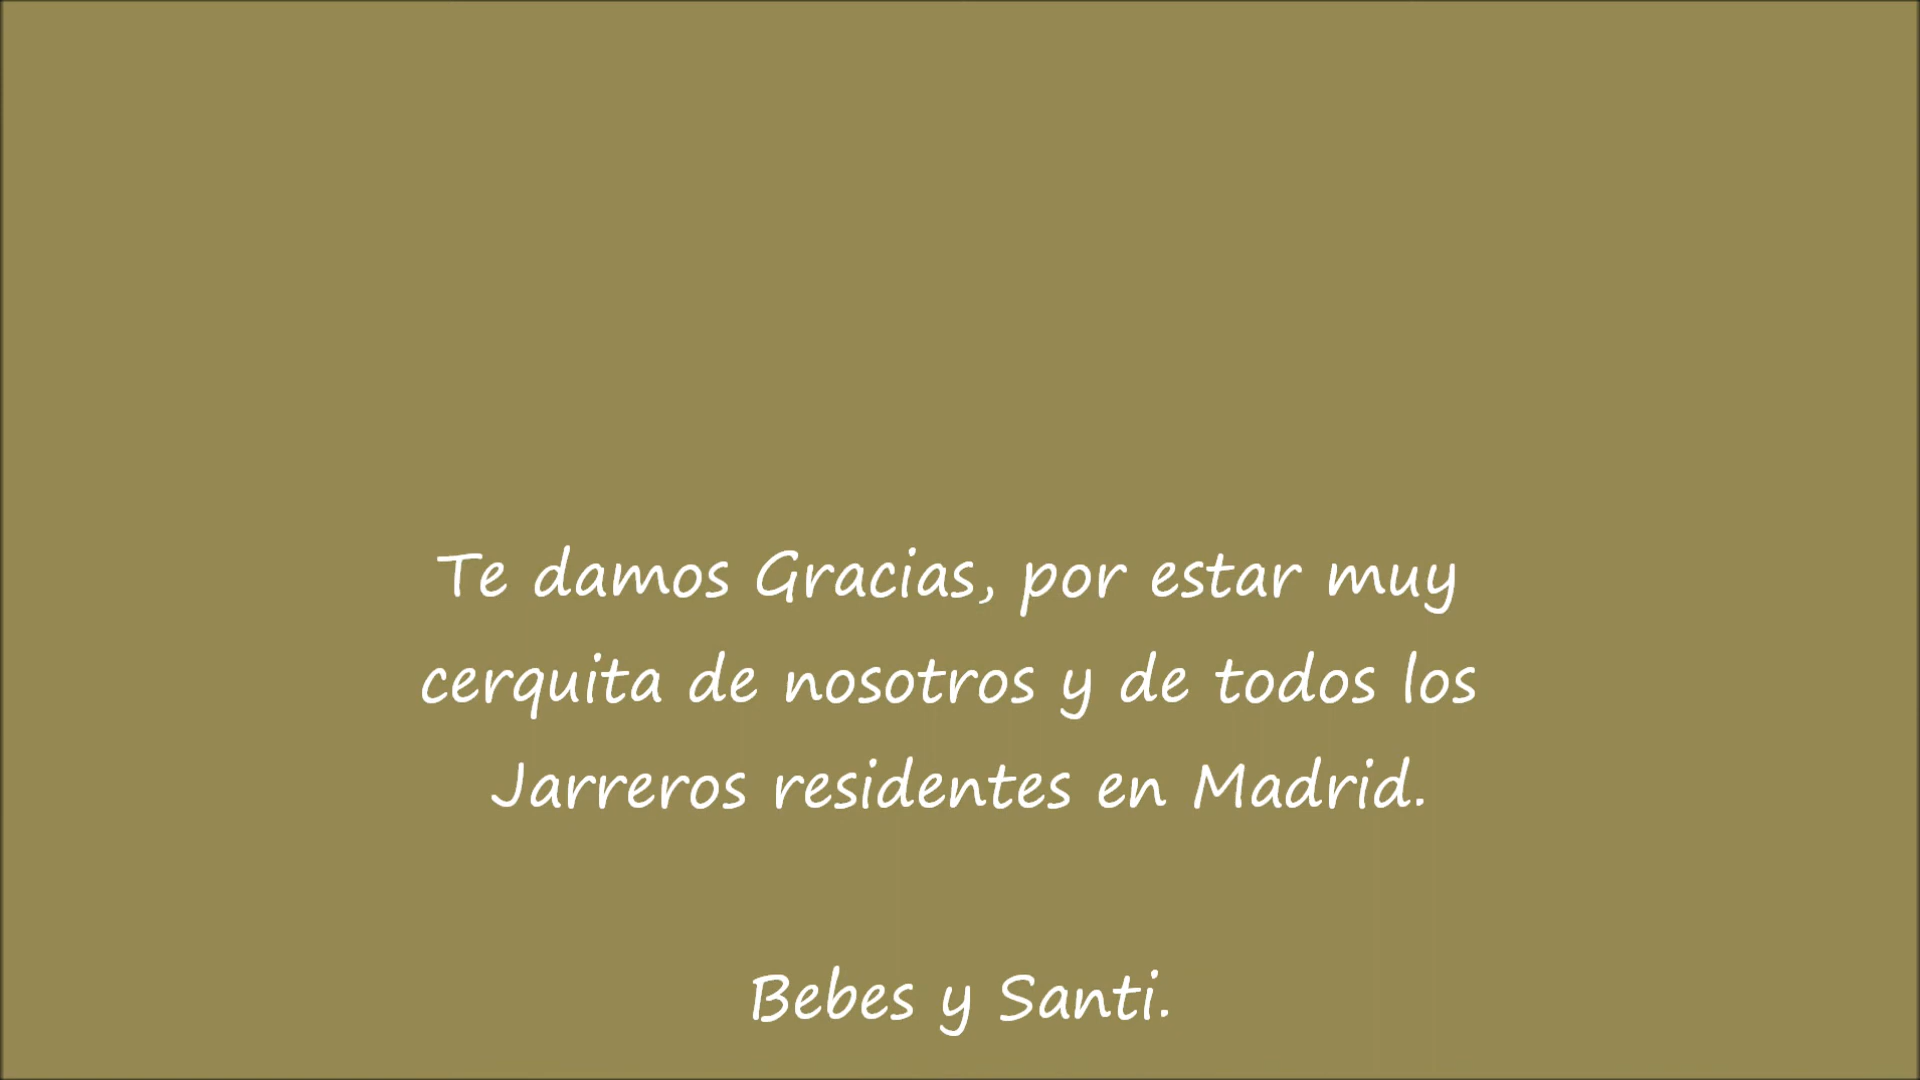 Te damos Gracias, por estar muy
cerquita de nosotros y de todos los
Jarreros residentes en Madrid.
Bebes y Santi.